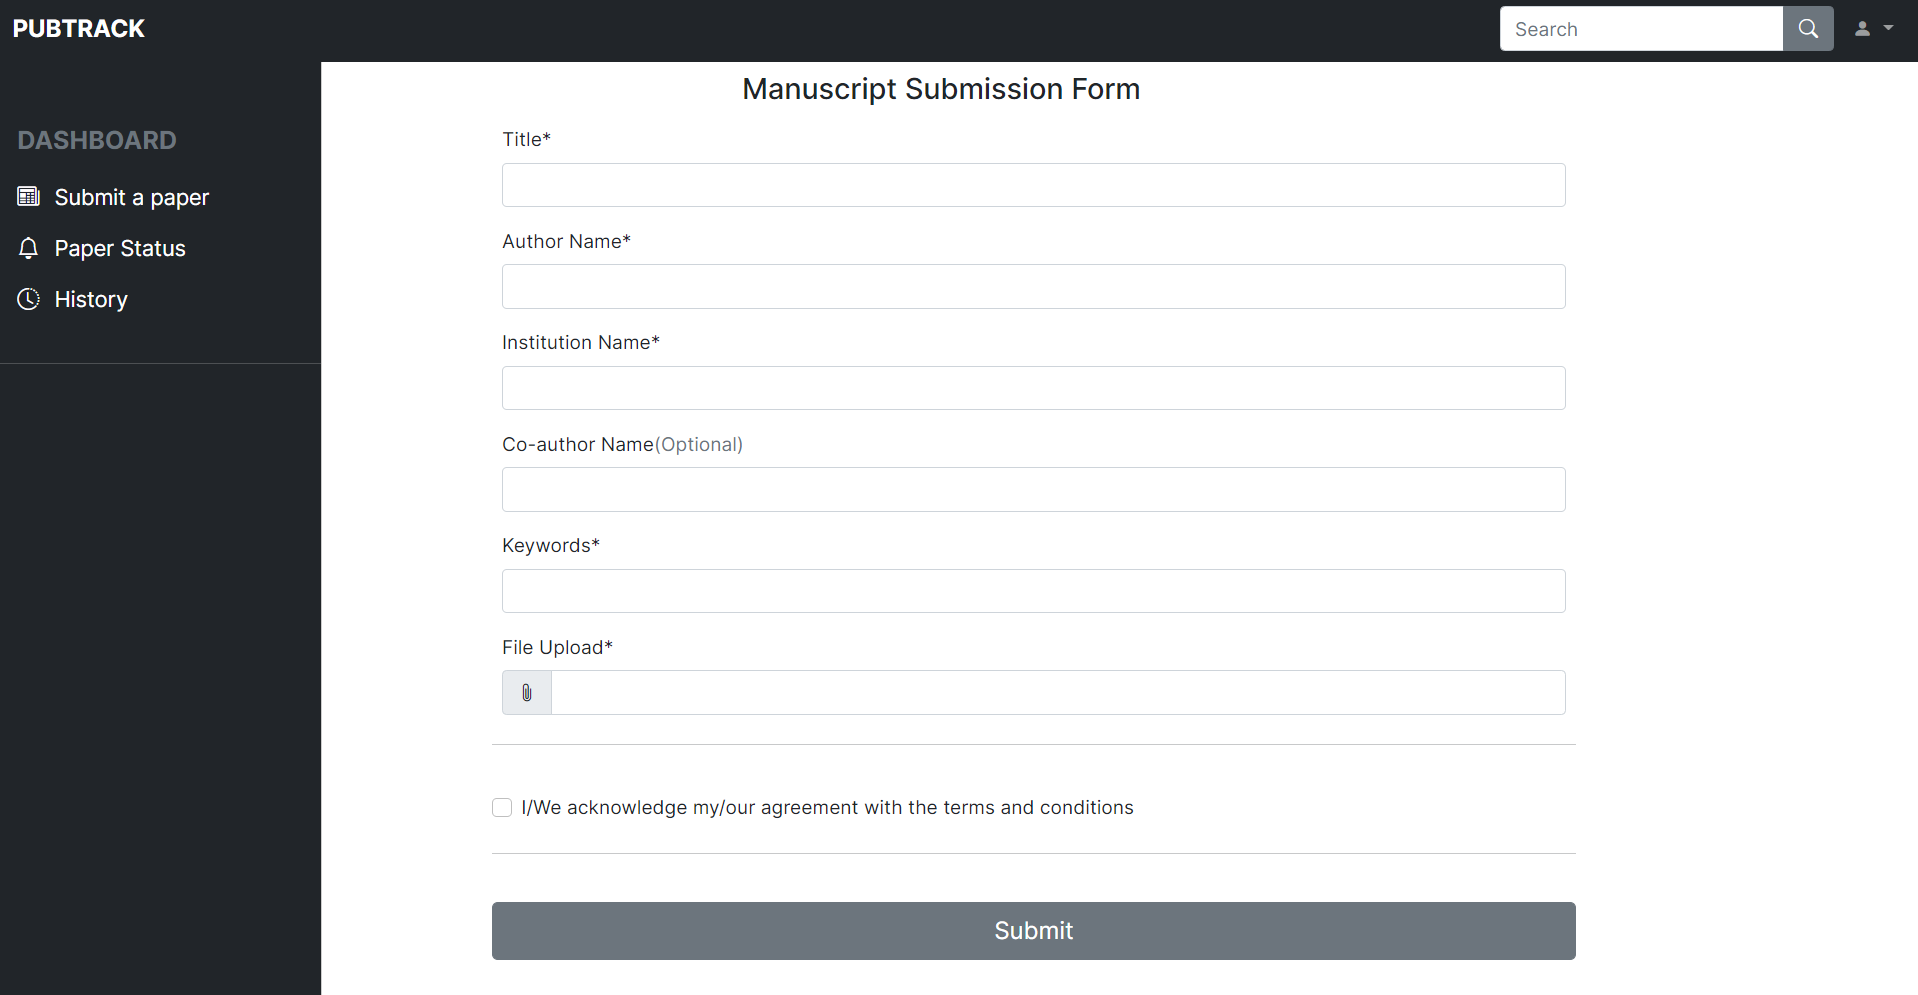 PUBTRACK
Search
DASHBOARD
Submit a paper
Paper Status
History
Manuscript Submission Form
Title*
Author Name*
Institution Name*
Co-author Name(Optional)
Keywords*
File Upload*
I/We acknowledge my/our agreement with the terms and conditions
Submit